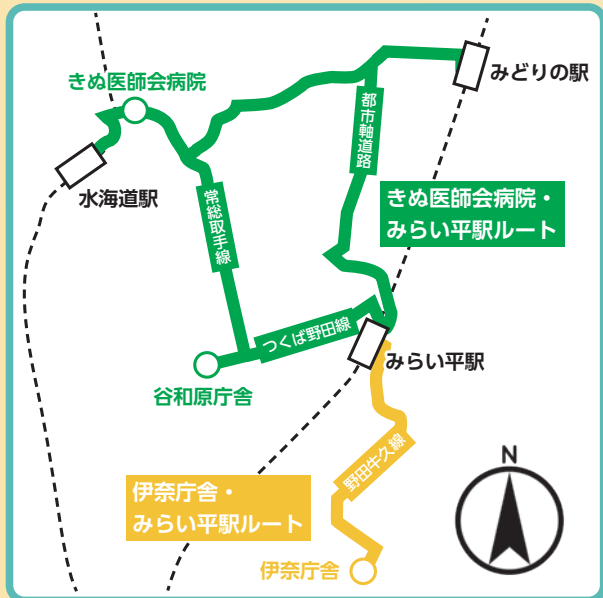 きぬ医師会病院
みどりの駅
都市軸道路
水海道駅
常総取手線
きぬ医師会病院・
みらい平駅ルート
つくば野田線
みらい平駅
谷和原庁舎
野田牛久線
伊奈庁舎・
みらい平駅ルート
N
伊奈庁舎